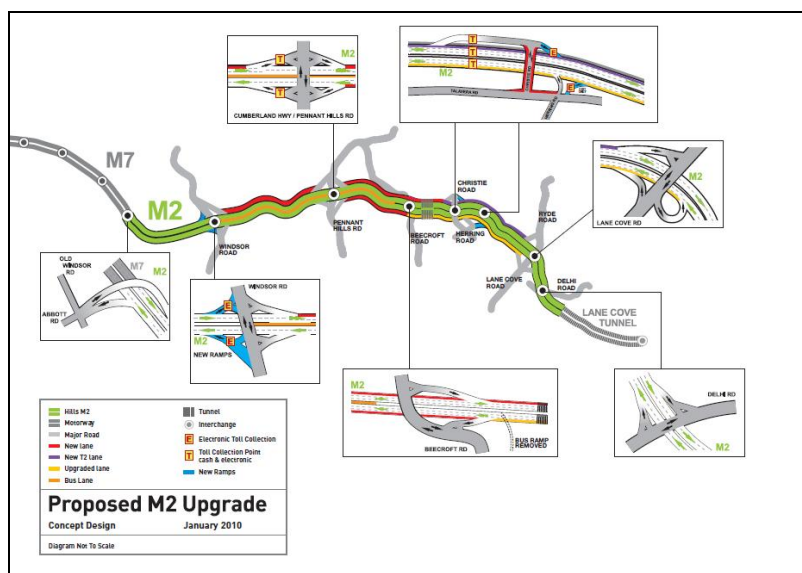 M2
T
T
CUMBERLAND HWY / PENNANT HILLS RD
T
T
T
E
M2
TALAVERA RD
E
M7
M2
WINDSOR
ROAD
PENNANT
HILLS RD
BEECROFT
ROAD
CHRISTIE
ROAD
HERRING
ROAD
RYDE
ROAD
LANE COVE
ROAD
DELHI
ROAD
LANE COVE
TUNNEL
M2
LANE COVE RD
OLD
WINDSOR
RD
M7
M2
ABBOTT
RD
WINDSOR RD
E
M2
E
NEW RAMPS
M2
BUS RAMP
REMOVED
BEECROFT RD
DELHI RD
M2
Hills M2
Motorway
Major Road
New lane
New T2 lane
Upgraded lane
Bus Lane
Tunnel
Interchange
E Electronic Toll Collection
T Toll Collection Point
cash & electronic
New Ramps
Proposed M2 Upgrade
Concept Design January 2010
Diagram Not To Scale